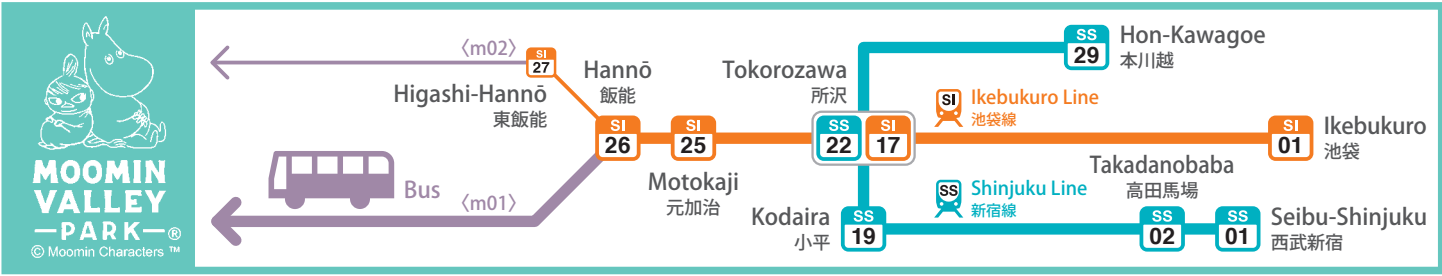 MOOMIN
VALLEY
PARK®
© Moomin Characters ™
〈m02〉
SI
27
Higashi-Hannō
東飯能
Hannō
飯能
SI
26
SI
25
Motokaji
元加治
Bus
〈m01〉
Tokorozawa
所沢
SS
22
SI
17
SS
29
Hon-Kawagoe
本川越
SI
Ikebukuro Line
池袋線
SI
01
Ikebukuro
池袋
Kodaira
小平
SS
19
SS
Shinjuku Line
新宿線
Takadanobaba
高田馬場
SS
02
SS
01
Seibu-Shinjuku
西武新宿